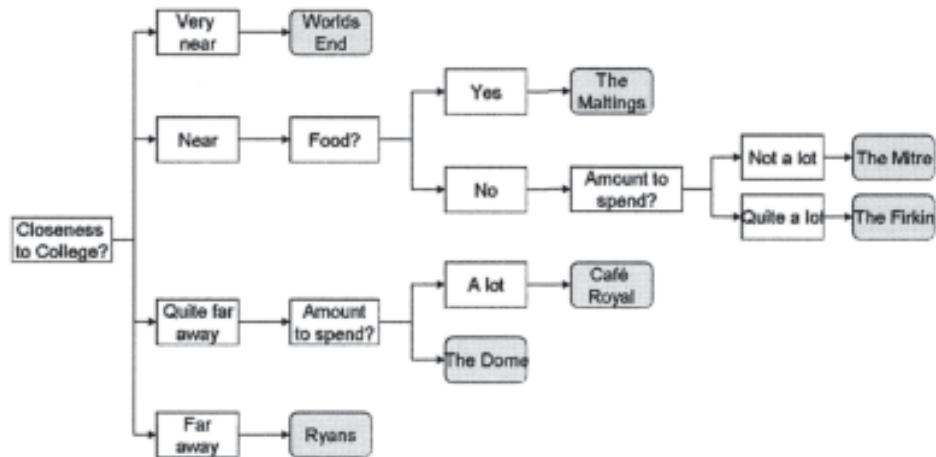 Very
near
Worlds
End
Yes
The
Maltings
Near
Food?
Not a lot
The Mitre
No
Amount to
spend?
Quite a lot
The Firkin
Closeness
to College?
A lot
Café
Royal
Quite far
away
Amount
to spend?
The Dome
Far
away
Ryans